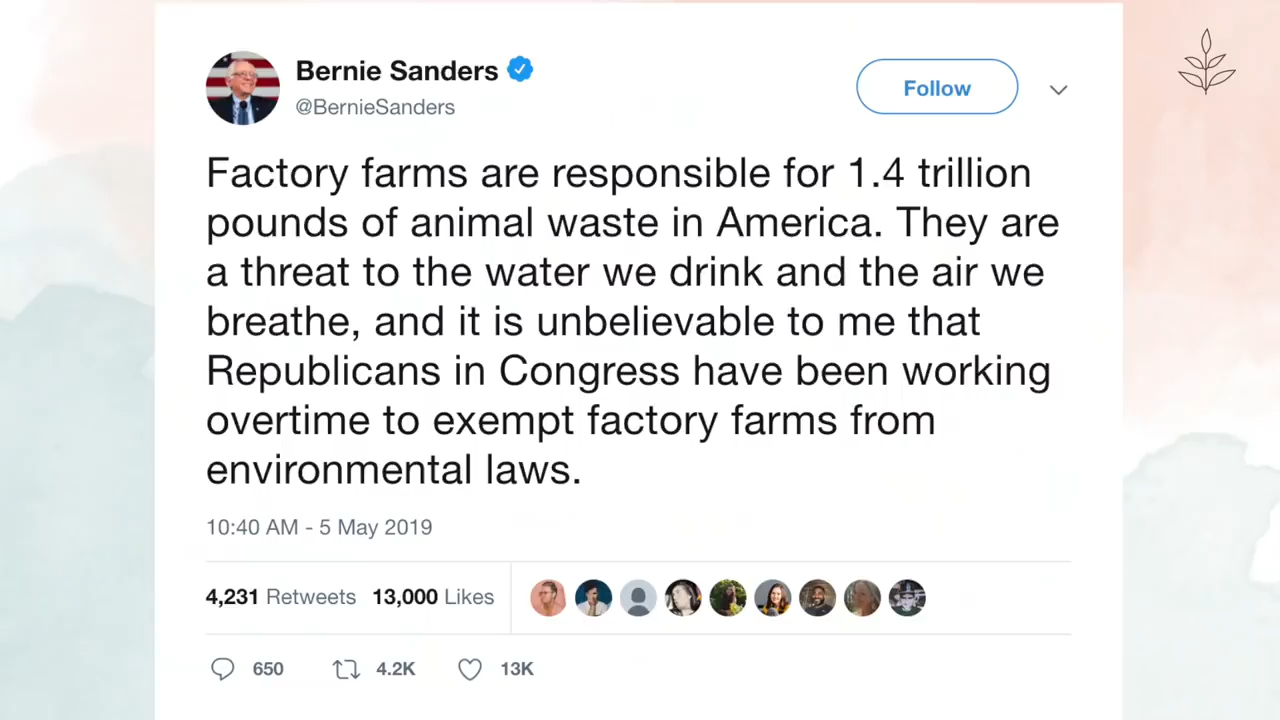 Bernie Sanders
@BernieSanders
Follow
Factory farms are responsible for 1.4 trillion
pounds of animal waste in America. They are
a threat to the water we drink and the air we
breathe, and it is unbelievable to me that
Republicans in Congress have been working
overtime to exempt factory farms from
environmental laws.
10:40 AM - 5 May 2019
4,231 Retweets 13,000 Likes
650 4.2K 13K